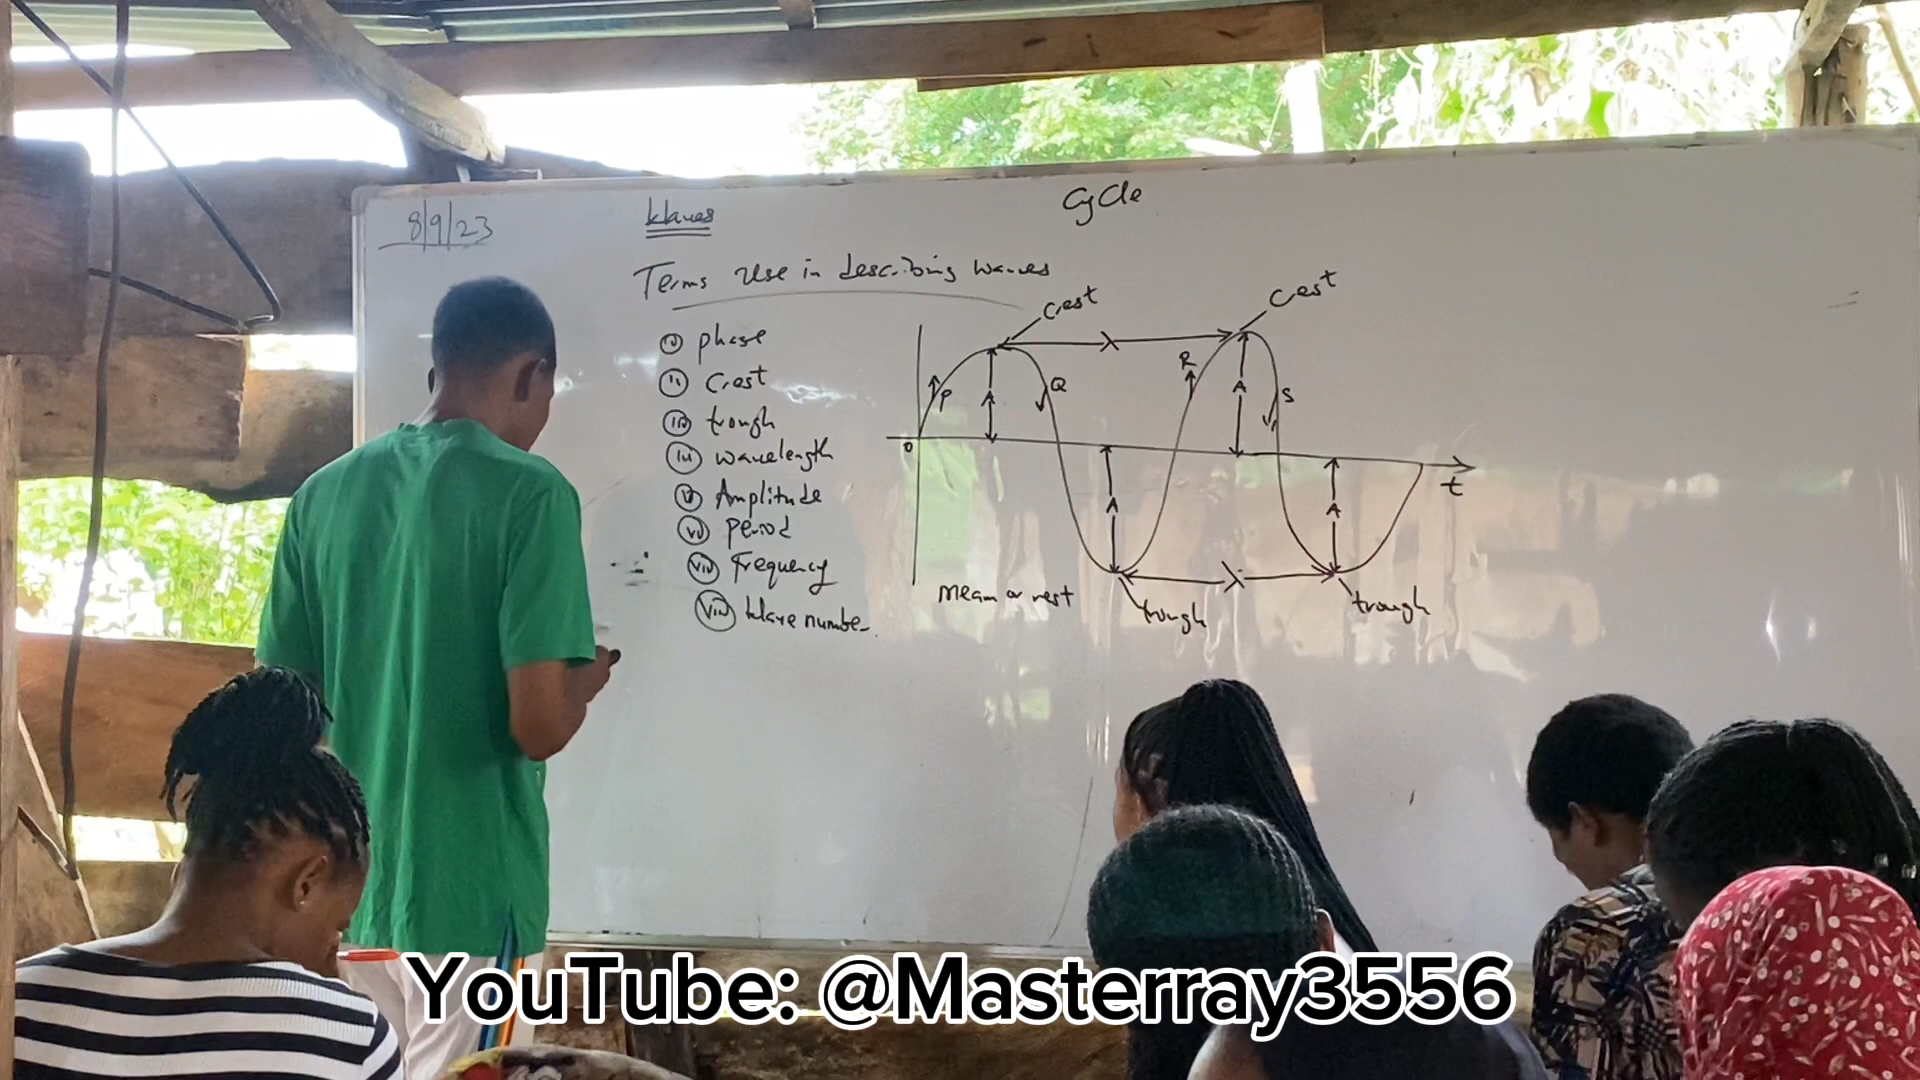 Cycle
8/9/23
Waves
Terms Use in describing waves
(i) phase
(ii) Crest
(iii) trough
(iv) wavelength
(v) Amplitude
(vi) period
(vii) Frequency
(viii) Wave number
Crest
Crest
λ
P
A
Q
R
A
S
0
t
A
A
λ
Mean or rest
trough
trough
YouTube: @Masterray3556